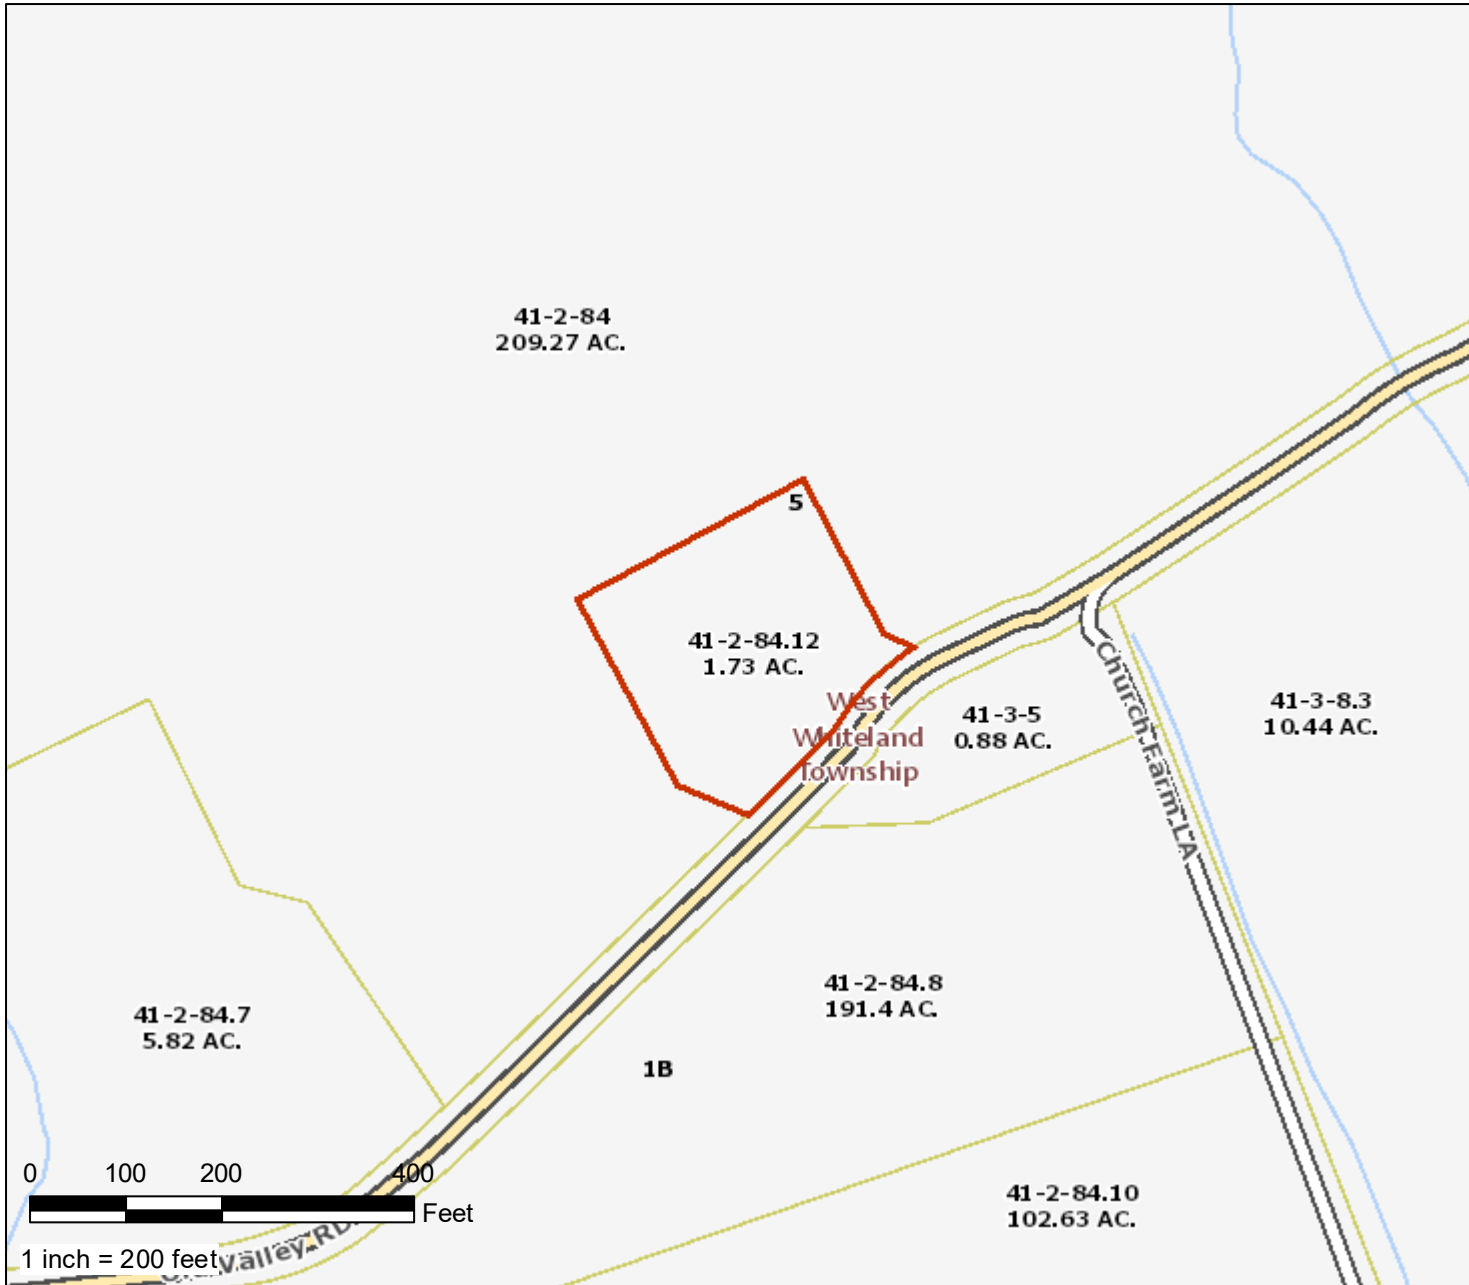 41-2-84
209.27 AC.
5
41-2-84.12
1.73 AC.
West
Whiteland
Township
41-3-5
0.88 AC.
41-3-8.3
10.44 AC.
Church Farm LA
41-2-84.8
191.4 AC.
41-2-84.7
5.82 AC.
1B
0 100 200 400
Feet
41-2-84.10
102.63 AC.
Valley RD.
1 inch = 200 feet